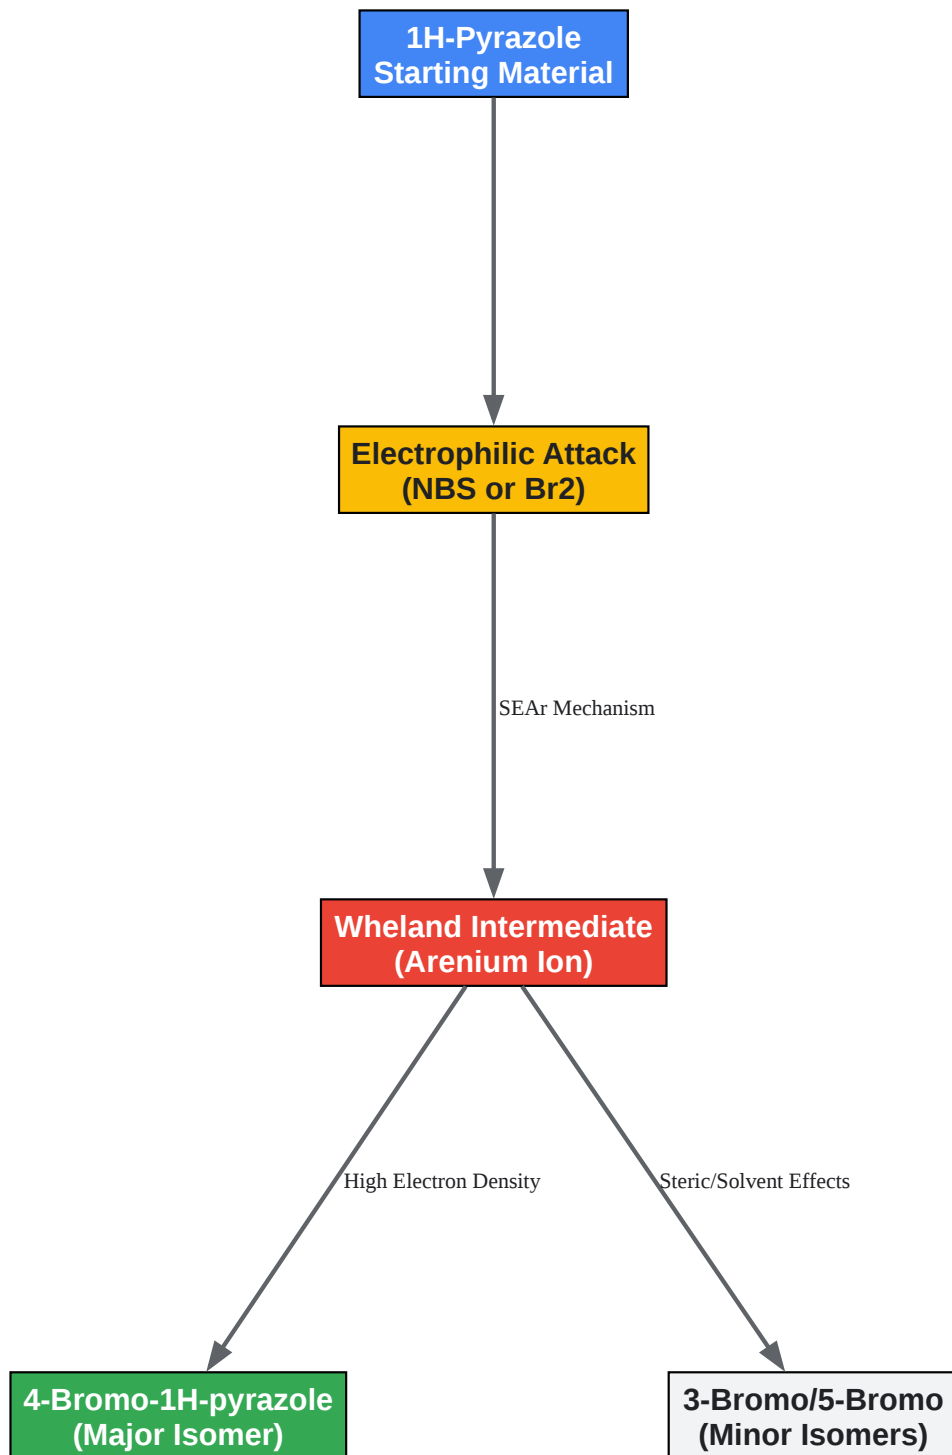 1H-Pyrazole
Starting Material
Electrophilic Attack
(NBS or Br2)
SEAr Mechanism
Wheland Intermediate
(Arenium Ion)
High Electron Density
Steric/Solvent Effects
4-Bromo-1H-pyrazole
(Major Isomer)
3-Bromo/5-Bromo
(Minor Isomers)